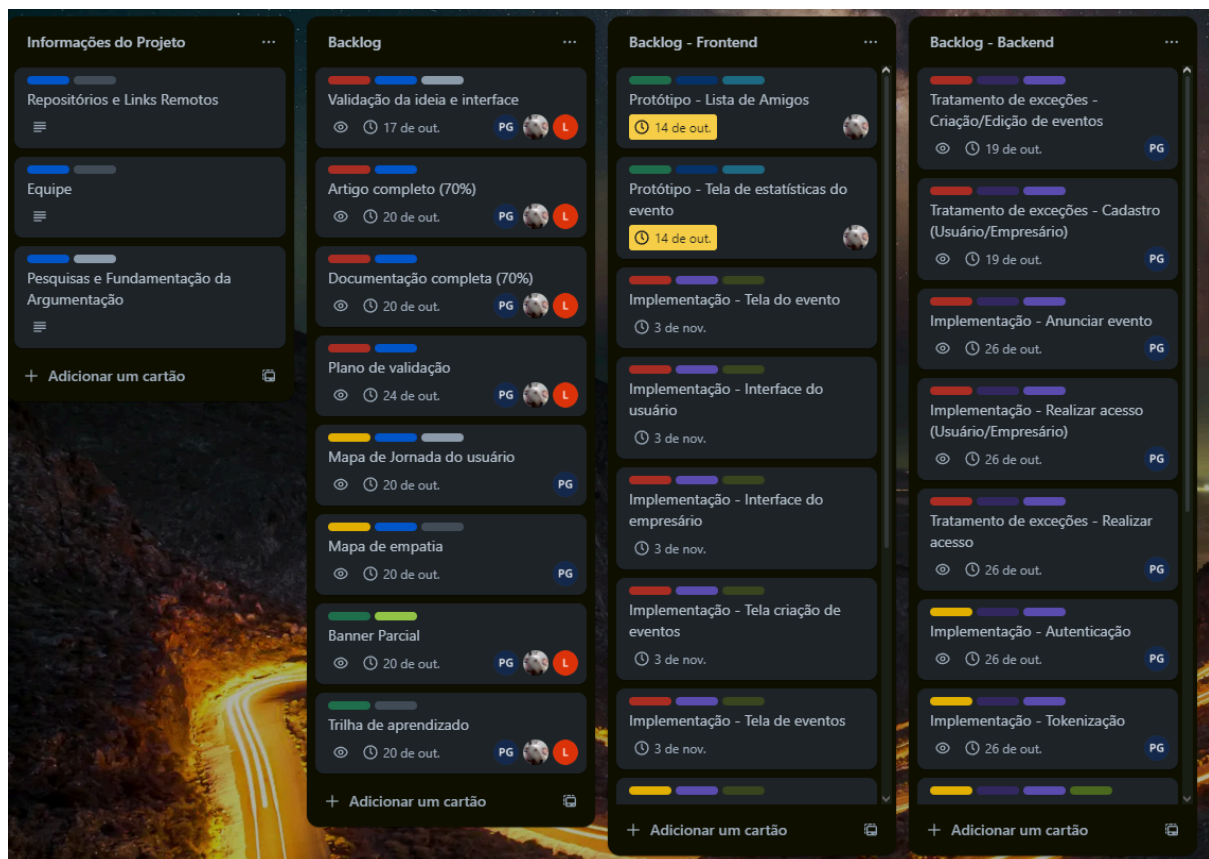 Informações do Projeto
Repositórios e Links Remotos
Equipe
Pesquisas e Fundamentação da
Argumentação
Adicionar um cartão
Backlog
Validação da ideia e interface
17 de out.
PG
L
Artigo completo (70%)
20 de out.
PG
L
Documentação completa (70%)
20 de out.
PG
L
Plano de validação
24 de out.
PG
L
Mapa de Jornada do usuário
20 de out.
PG
Mapa de empatia
20 de out.
PG
Banner Parcial
20 de out.
PG
L
Trilha de aprendizado
20 de out.
PG
L
Adicionar um cartão
Backlog - Frontend
Protótipo - Lista de Amigos
14 de out.
Protótipo - Tela de estatísticas do
evento
14 de out.
Implementação - Tela do evento
3 de nov.
Implementação - Interface do
usuário
3 de nov.
Implementação - Interface do
empresário
3 de nov.
Implementação - Tela criação de
eventos
3 de nov.
Implementação - Tela de eventos
3 de nov.
Adicionar um cartão
Backlog - Backend
Tratamento de exceções -
Criação/Edição de eventos
19 de out.
PG
Tratamento de exceções - Cadastro
(Usuário/Empresário)
19 de out.
PG
Implementação - Anunciar evento
26 de out.
PG
Implementação - Realizar acesso
(Usuário/Empresário)
26 de out.
PG
Tratamento de exceções - Realizar
acesso
26 de out.
PG
Implementação - Autenticação
26 de out.
PG
Implementação - Tokenização
26 de out.
PG
Adicionar um cartão